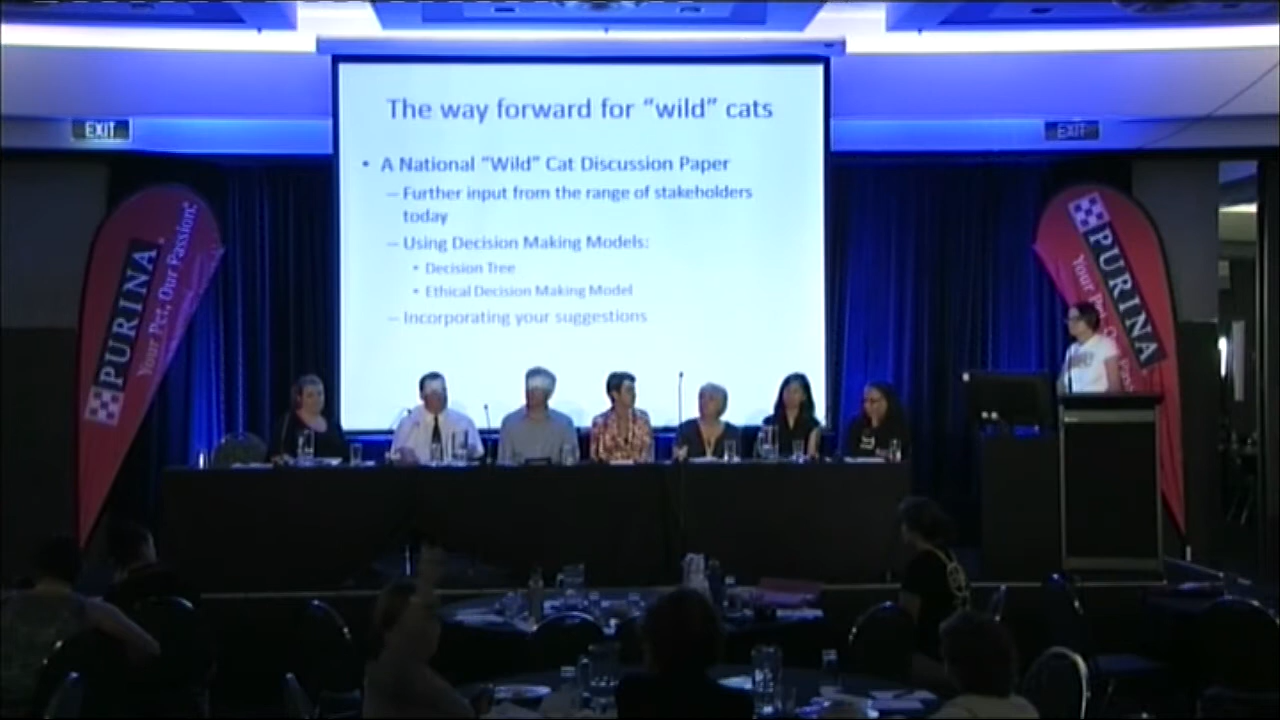 The way forward for “wild” cats
EXIT
EXIT
• A National “Wild” Cat Discussion Paper
– Further input from the range of stakeholders
today
– Using Decision Making Models:
• Decision Tree
• Ethical Decision Making Model
– Incorporating your suggestions
PURINA
Your Pet, Our Passion.
PURINA
Your Pet, Our Pass